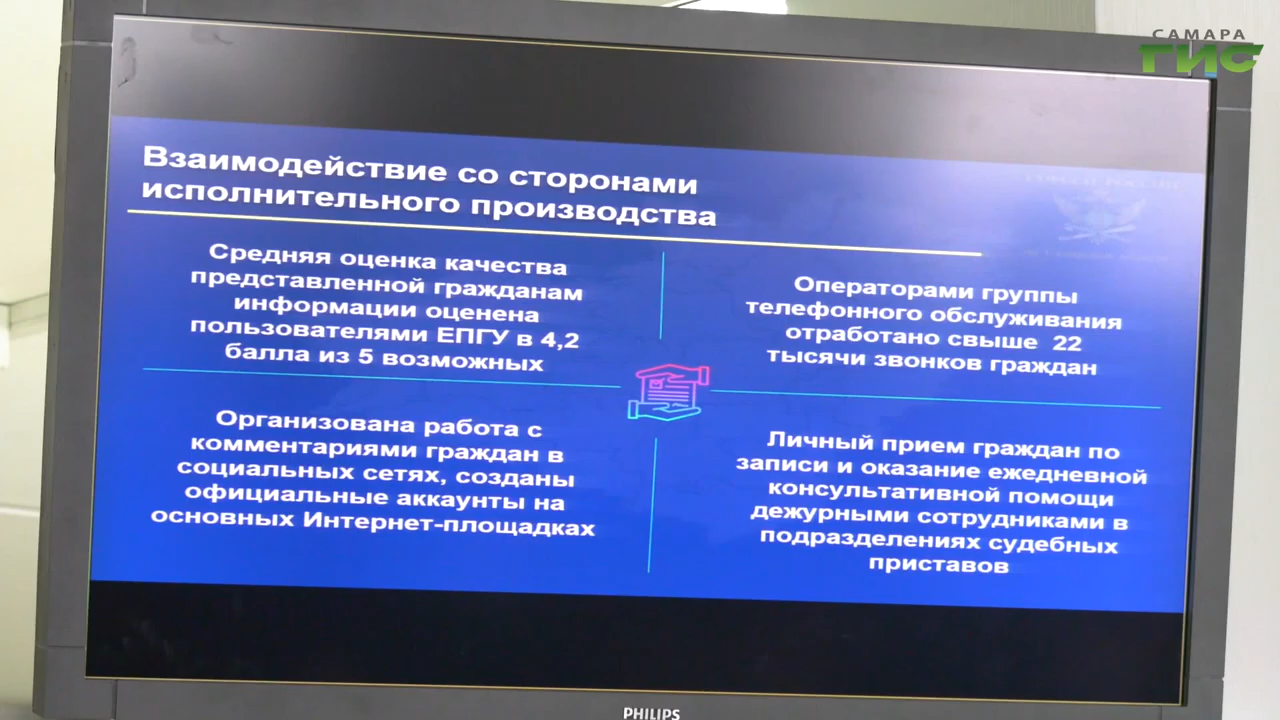 САМАРА
ГИС
Взаимодействие со сторонами
исполнительного производства
Средняя оценка качества
представленной гражданам
информации оценена
пользователями ЕПГУ в 4,2
балла из 5 возможных
Операторами группы
телефонного обслуживания
отработано свыше 22
тысячи звонков граждан
Организована работа с
комментариями граждан в
социальных сетях, созданы
официальные аккаунты на
основных Интернет-площадках
Личный прием граждан по
записи и оказание ежедневной
консультативной помощи
дежурными сотрудниками в
подразделениях судебных
приставов
PHILIPS